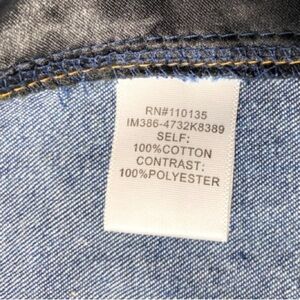 RN#110135
IM386-4732K8389
SELF:
100%COTTON
CONTRAST:
100%POLYESTER